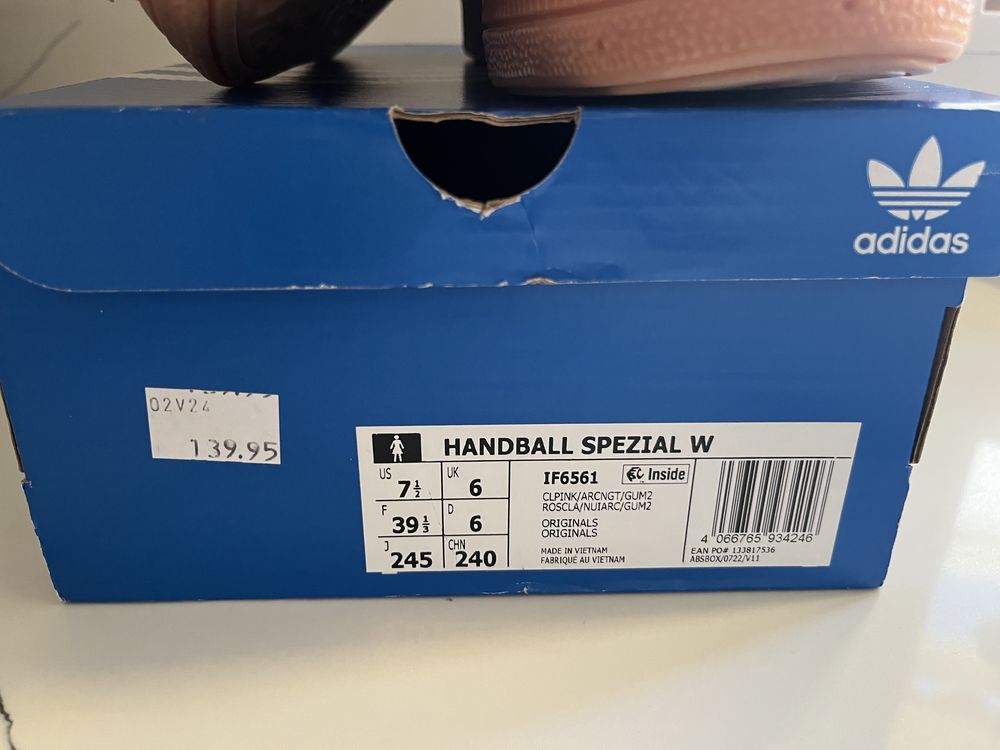 adidas
02V24
139.95
HANDBALL SPEZIAL W
US 7½ UK 6
F 39⅓ D 6
J 245 CHN 240
IF6561 Inside
CLPINK/ARCNGT/GUM2
ROSCLA/NUIARC/GUM2
ORIGINALS
ORIGINALS
MADE IN VIETNAM
FABRIQUE AU VIETNAM
4 066765 934246
EAN PO# 133817536
ABSBOX/0722/V11